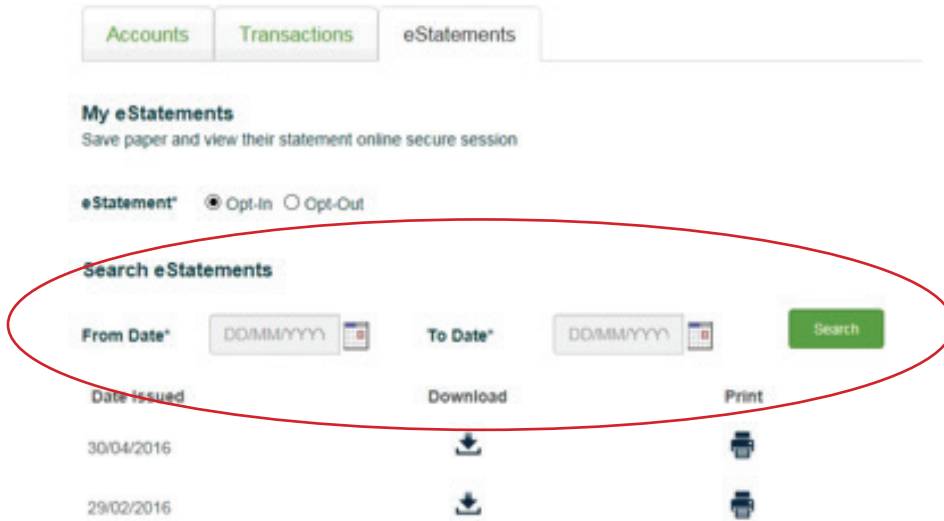 Accounts Transactions eStatements
My eStatements
Save paper and view their statement online secure session
eStatement* Opt-In Opt-Out
Search eStatements
From Date* DD/MM/YYYY To Date* DD/MM/YYYY Search
Date Issued Download Print
30/04/2016
29/02/2016